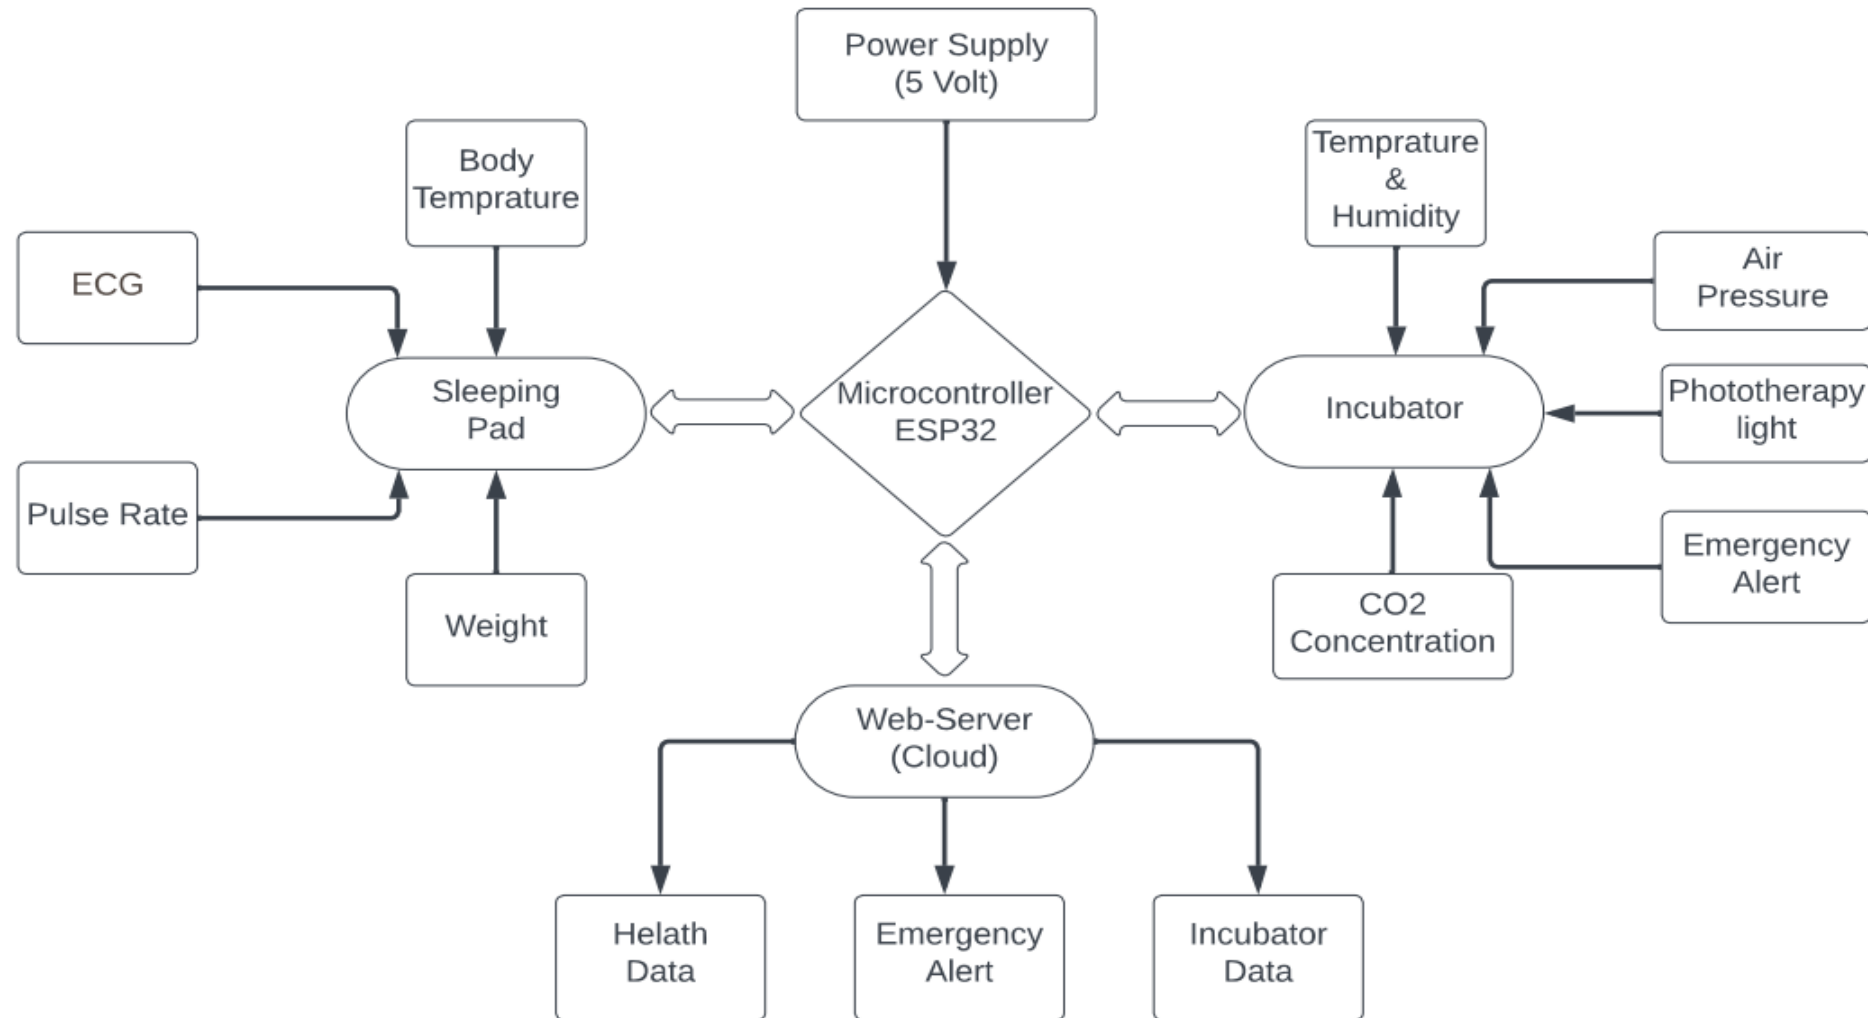 Power Supply
(5 Volt)
Body
Temprature
Temprature
&
Humidity
ECG
Air
Pressure
Sleeping
Pad
Microcontroller
ESP32
Incubator
Phototherapy
light
Pulse Rate
Weight
CO2
Concentration
Emergency
Alert
Web-Server
(Cloud)
Helath
Data
Emergency
Alert
Incubator
Data